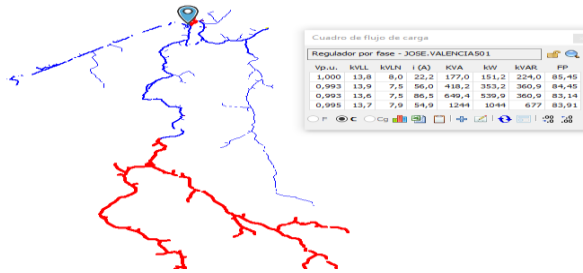 Cuadro de flujo de carga
Regulador por fase - JOSE.VALENCIA501
Vp.u. kVLL kVLN i (A) KVA kW kVAR FP
1,000 13,8 8,0 22,2 177,0 151,2 224,0 85,45
0,993 13,9 7,5 56,0 418,2 353,2 360,9 84,45
0,993 13,6 7,5 86,5 649,4 539,9 360,9 83,14
0,995 13,7 7,9 54,9 1244 1044 677 83,91
F C Cg